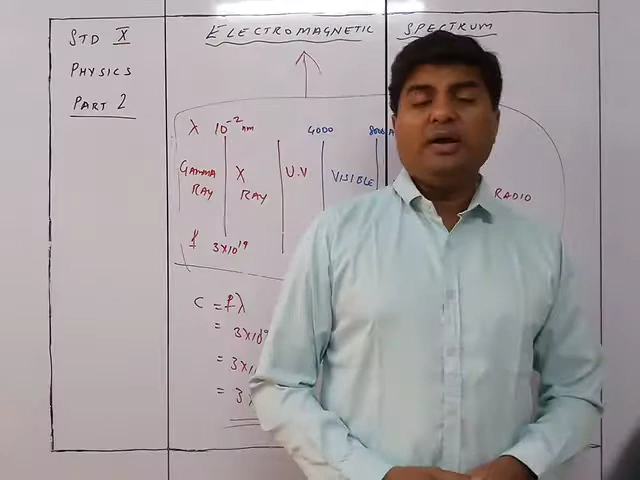 STD X
PHYSICS
PART 2
ELECTROMAGNETIC SPECTRUM
λ 10⁻² nm 4000
GAMMA RAY X RAY U.V VISIBLE RADIO
f 3×10¹⁹
C = fλ
= 3×10
= 3×1
= 3×